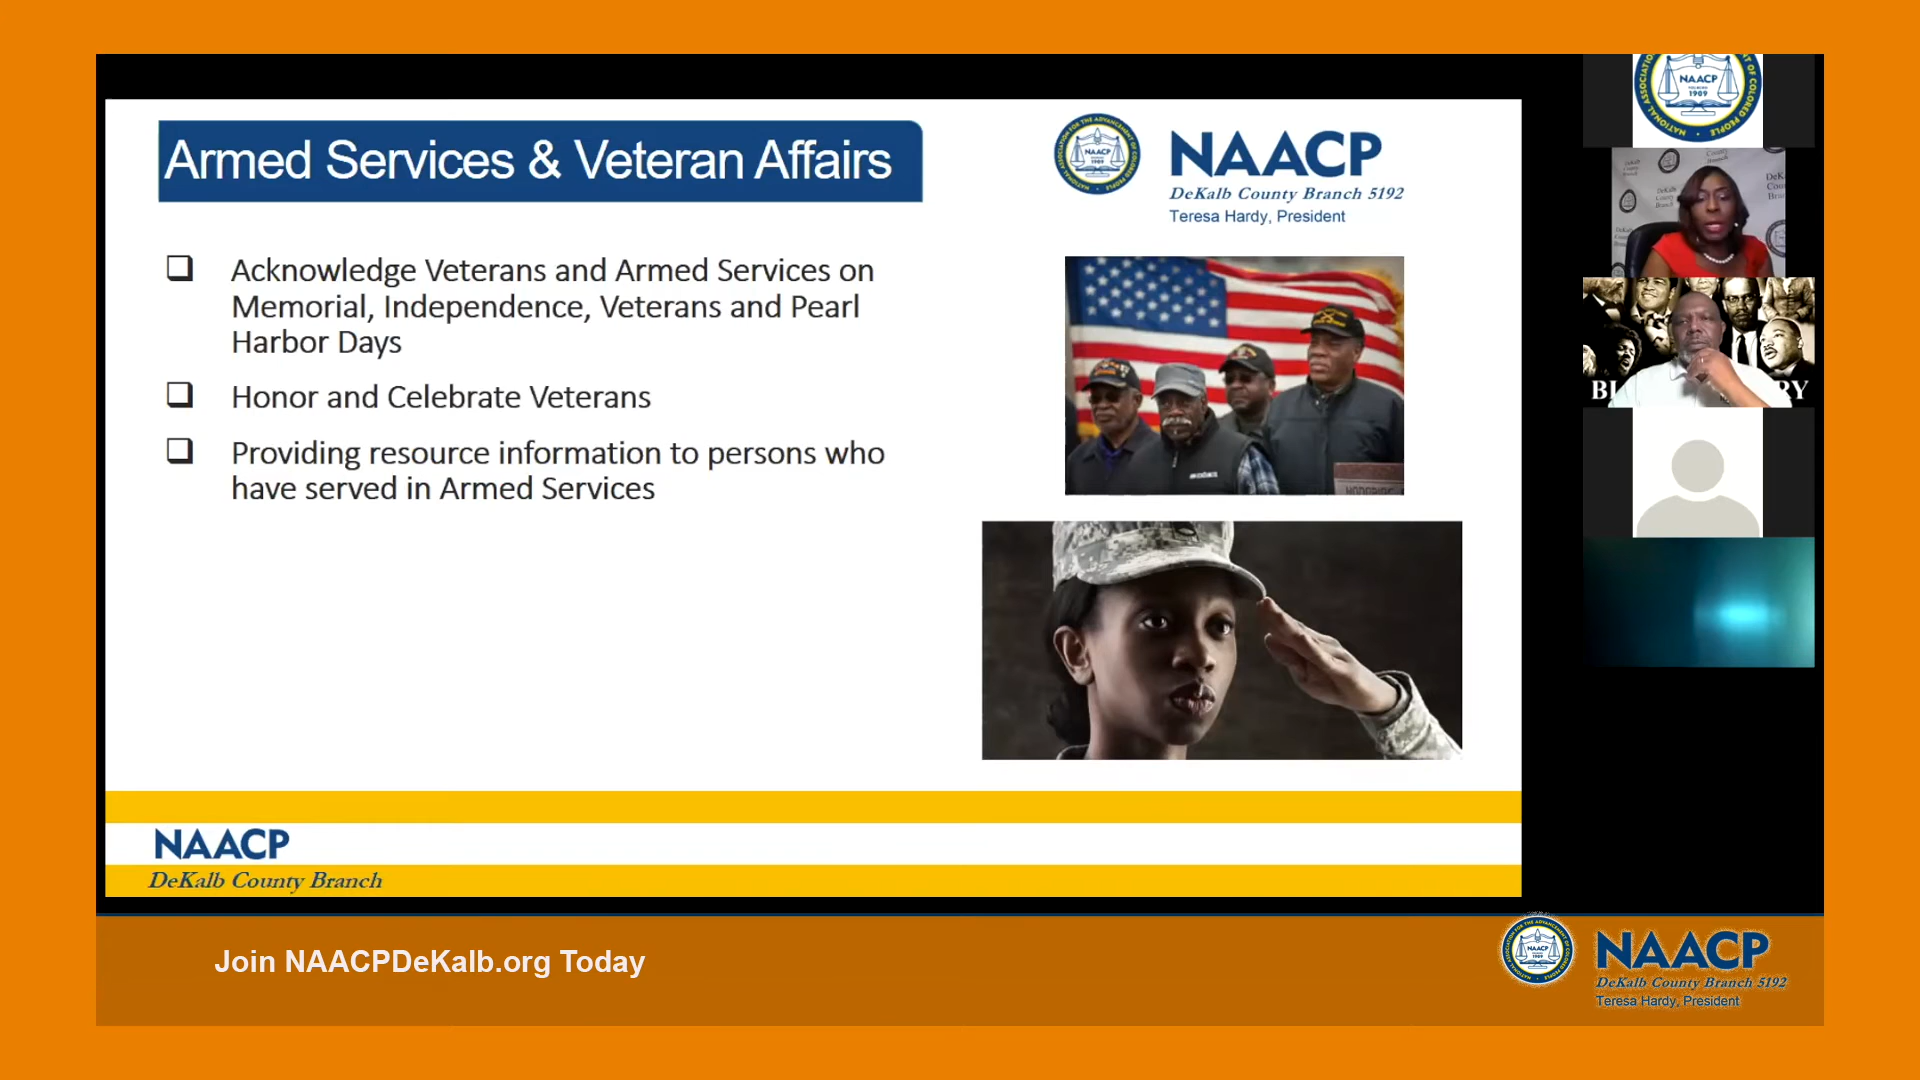 Armed Services & Veteran Affairs
NAACP
DeKalb County Branch 5192
Teresa Hardy, President
❑ Acknowledge Veterans and Armed Services on
Memorial, Independence, Veterans and Pearl
Harbor Days
❑ Honor and Celebrate Veterans
❑ Providing resource information to persons who
have served in Armed Services
NAACP
DeKalb County Branch
Join NAACPDeKalb.org Today
NAACP
DeKalb County Branch 5192
Teresa Hardy, President
NAACP
1909